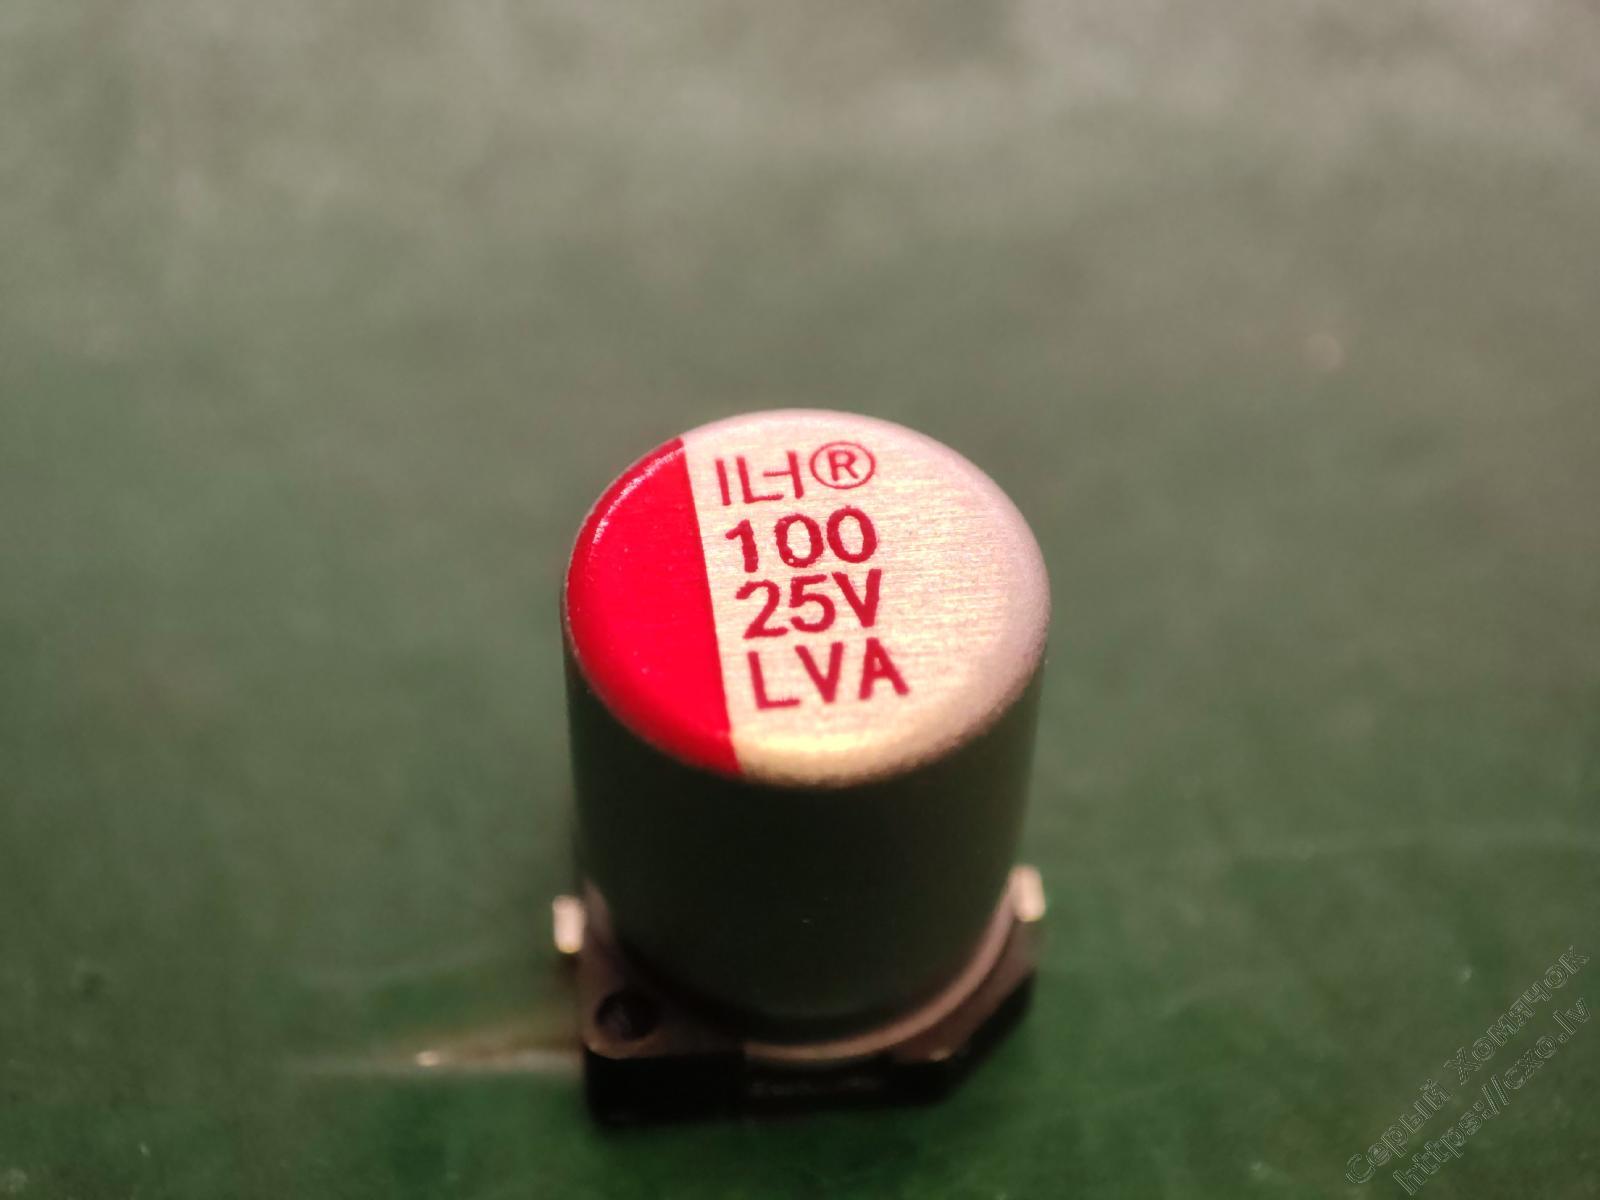 ILH®
100
25V
LVA
Серый Хомячок
https://cxo.lv